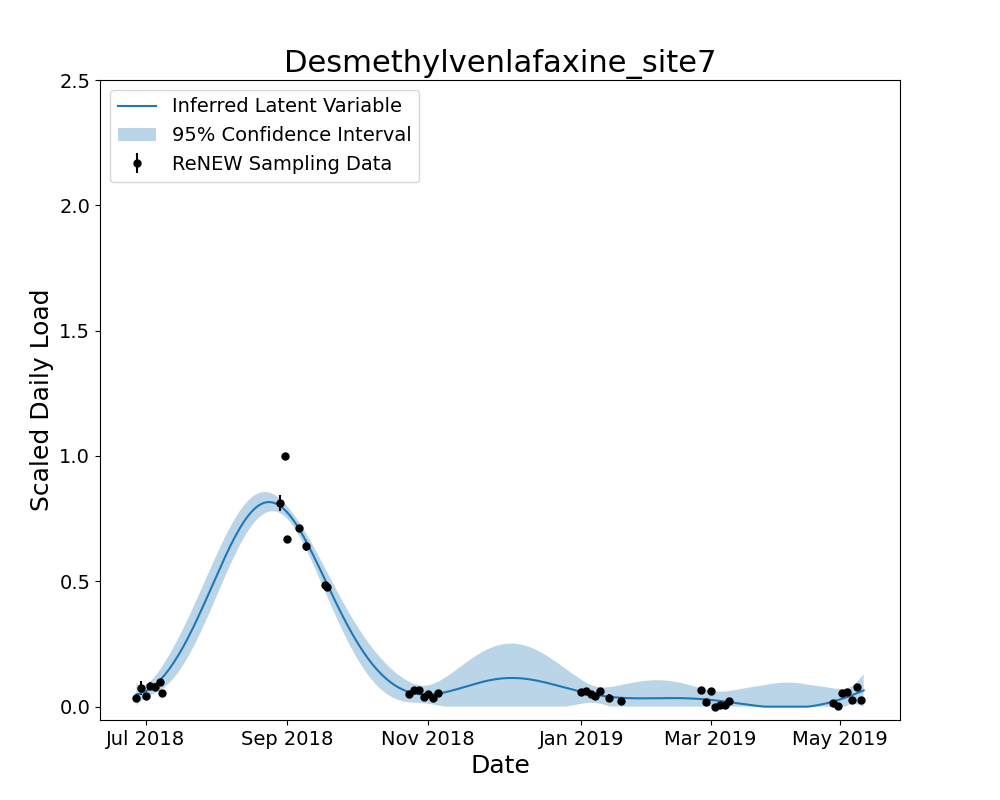 Desmethylvenlafaxine_site7
Inferred Latent Variable
95% Confidence Interval
ReNEW Sampling Data
Scaled Daily Load
2.5
2.0
1.5
1.0
0.5
0.0
Jul 2018 Sep 2018 Nov 2018 Jan 2019 Mar 2019 May 2019
Date